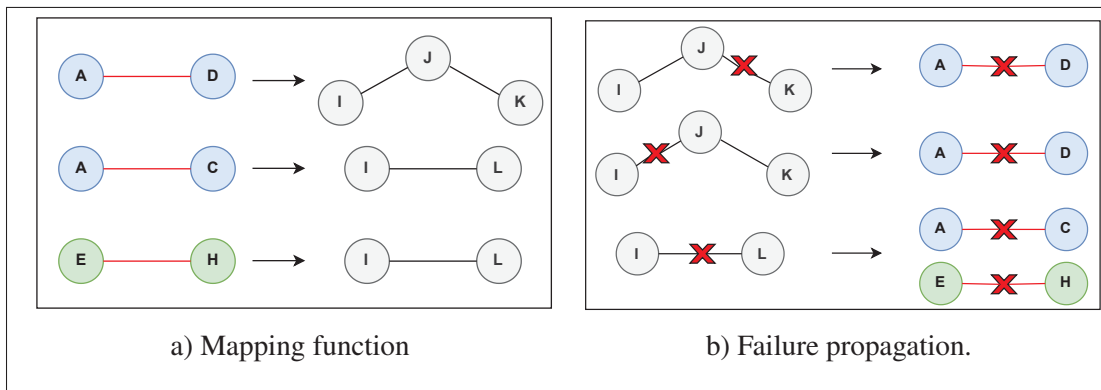 A D J I K
A C I L
E H I L
a) Mapping function
J I K A D
J I K A D
I L A C
E H
b) Failure propagation.